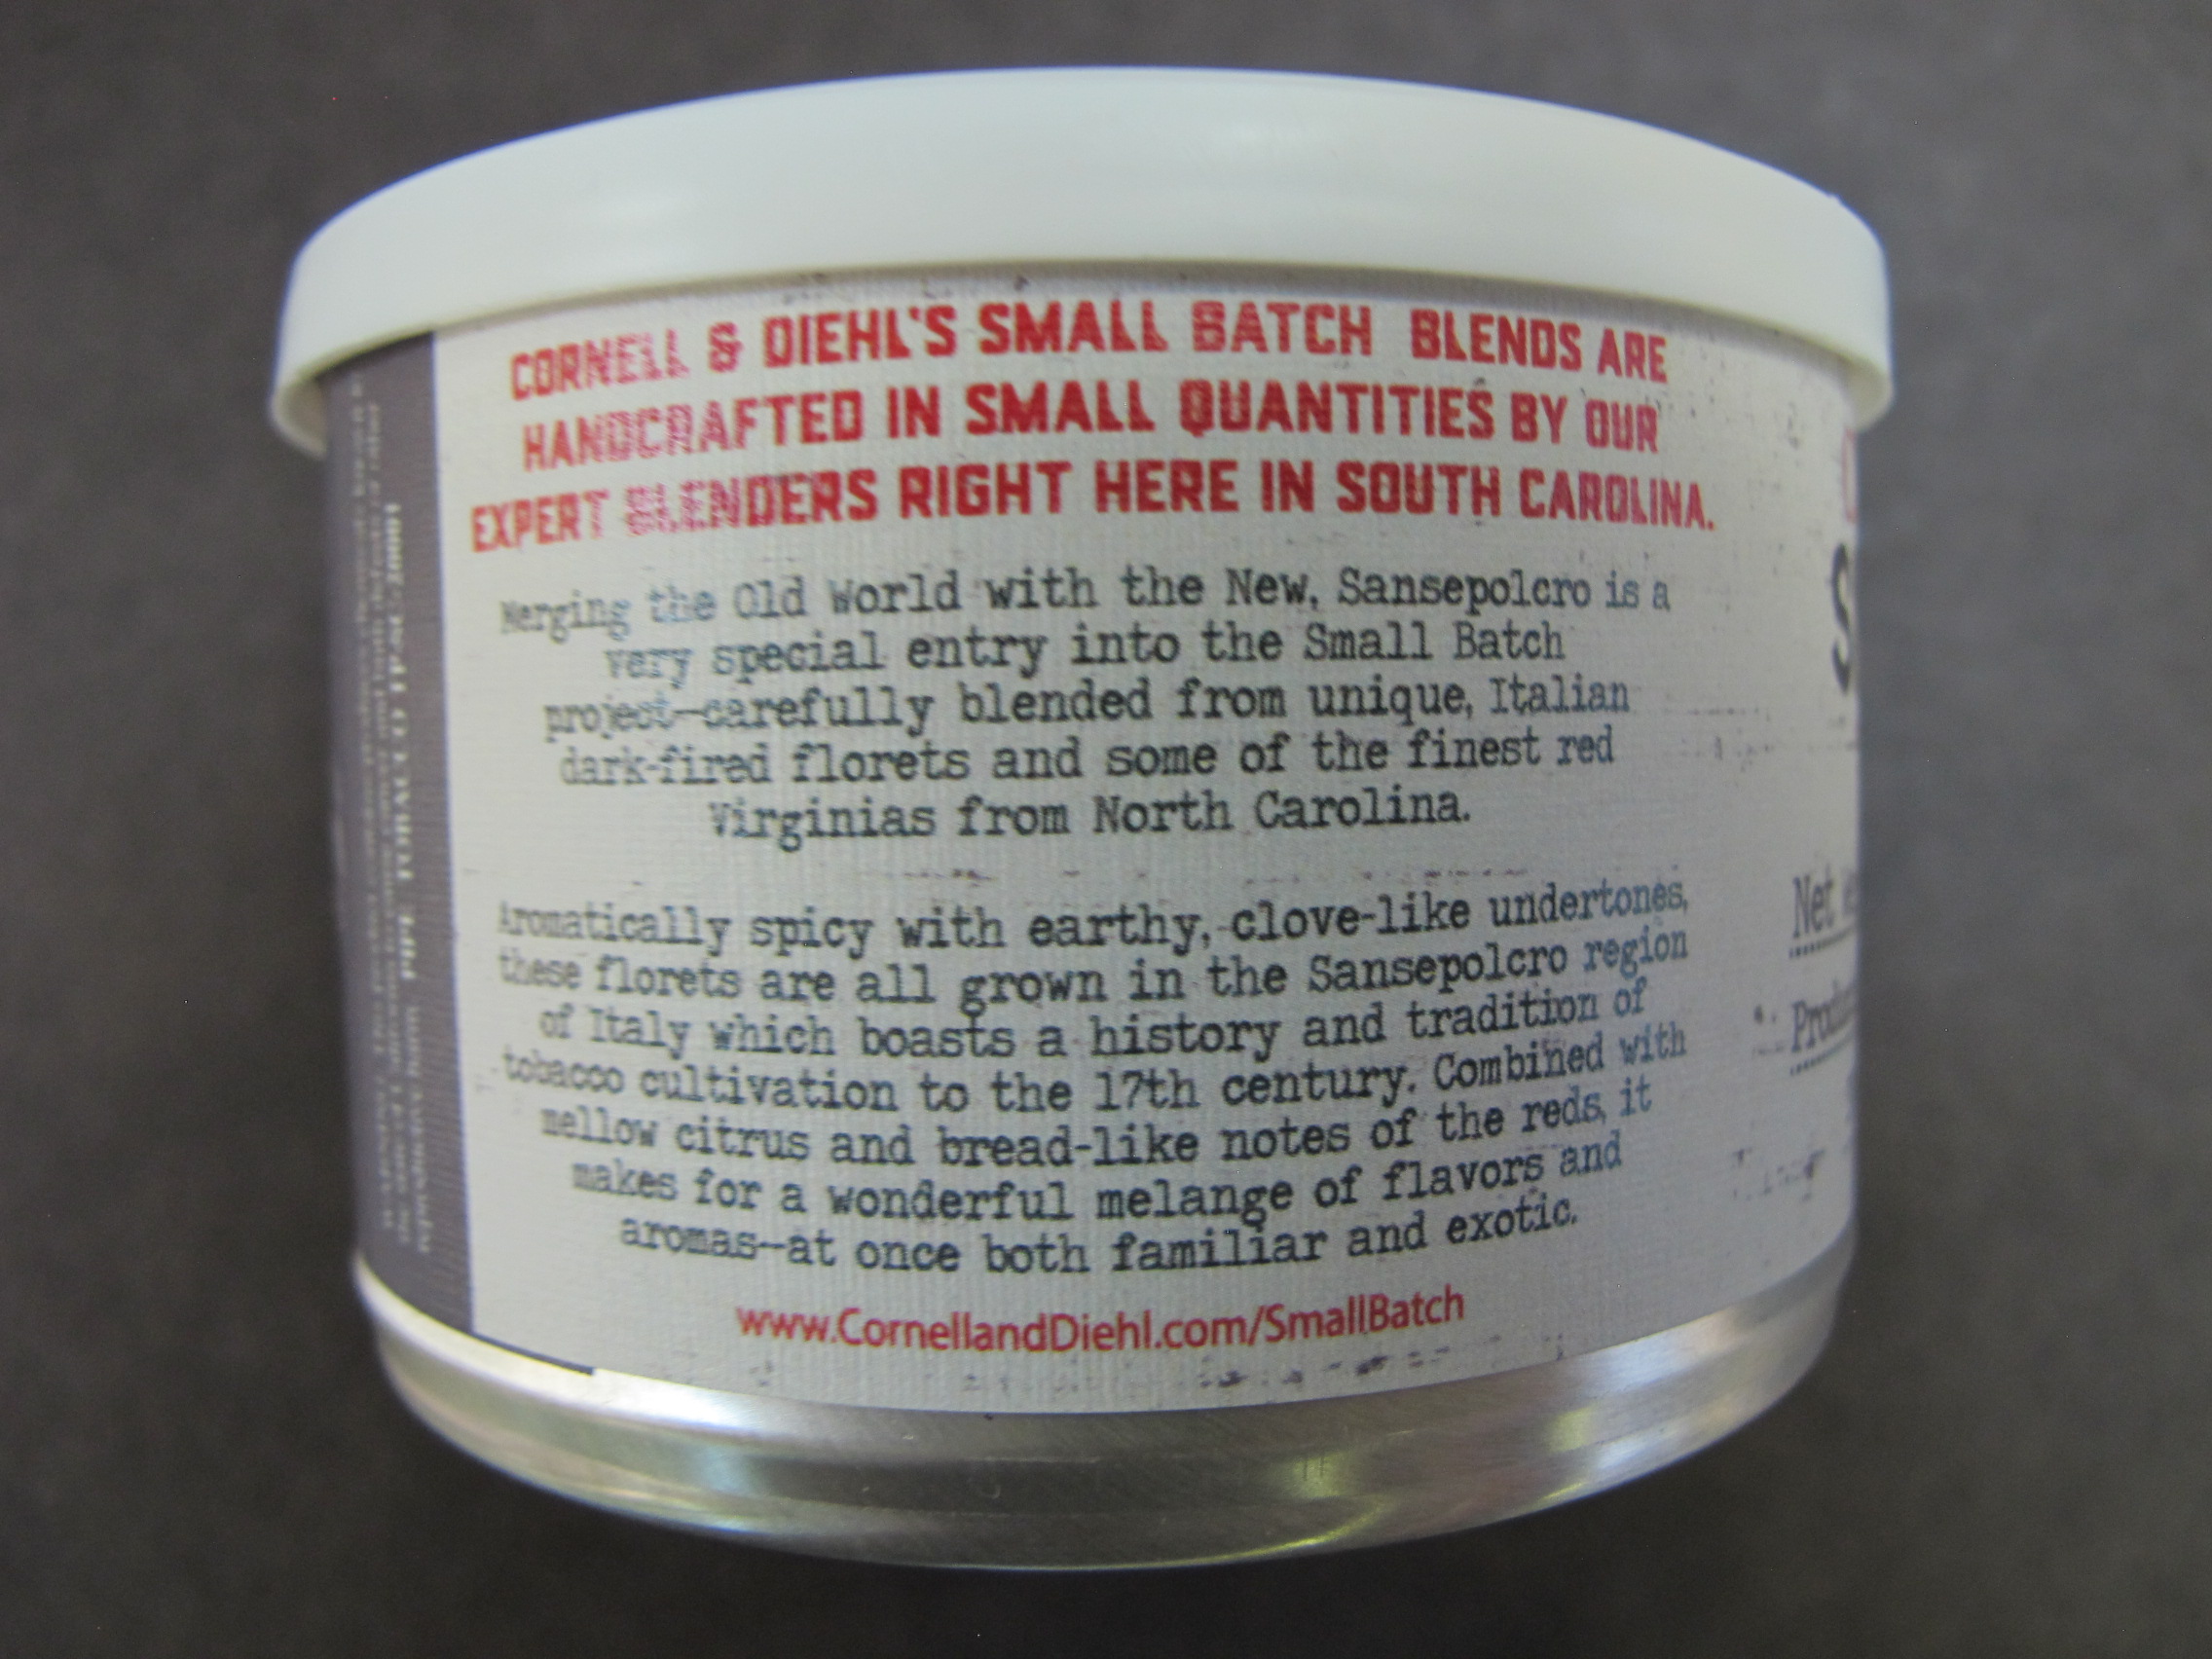 CORNELL & DIEHL'S SMALL BATCH BLENDS ARE
HANDCRAFTED IN SMALL QUANTITIES BY OUR
EXPERT BLENDERS RIGHT HERE IN SOUTH CAROLINA.
Merging the Old World with the New, Sansepolcro is a
very special entry into the Small Batch
project—carefully blended from unique, Italian
dark-fired florets and some of the finest red
Virginias from North Carolina.
Aromatically spicy with earthy, clove-like undertones,
these florets are all grown in the Sansepolcro region
of Italy which boasts a history and tradition of
tobacco cultivation to the 17th century. Combined with
mellow citrus and bread-like notes of the reds, it
makes for a wonderful melange of flavors and
aromas—at once both familiar and exotic.
www.CornellandDiehl.com/SmallBatch
Net